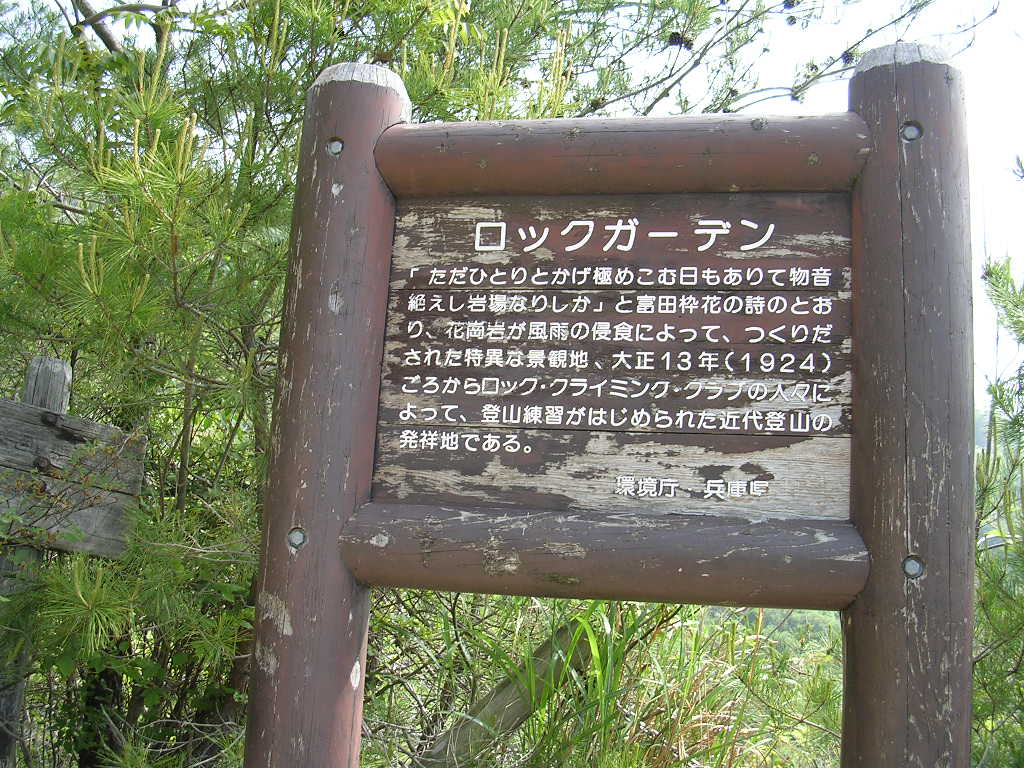 ロックガーデン
「ただひとりとかげ極めこむ日もありて物音
絶えし岩場なりしか」と富田枠花の詩のとお
り、花崗岩が風雨の侵食によって、つくりだ
された特異な景観地、大正13年(1924)
ごろからロック・クライミング・クラブの人々に
よって、登山練習がはじめられた近代登山の
発祥地である。
環境庁・兵庫県